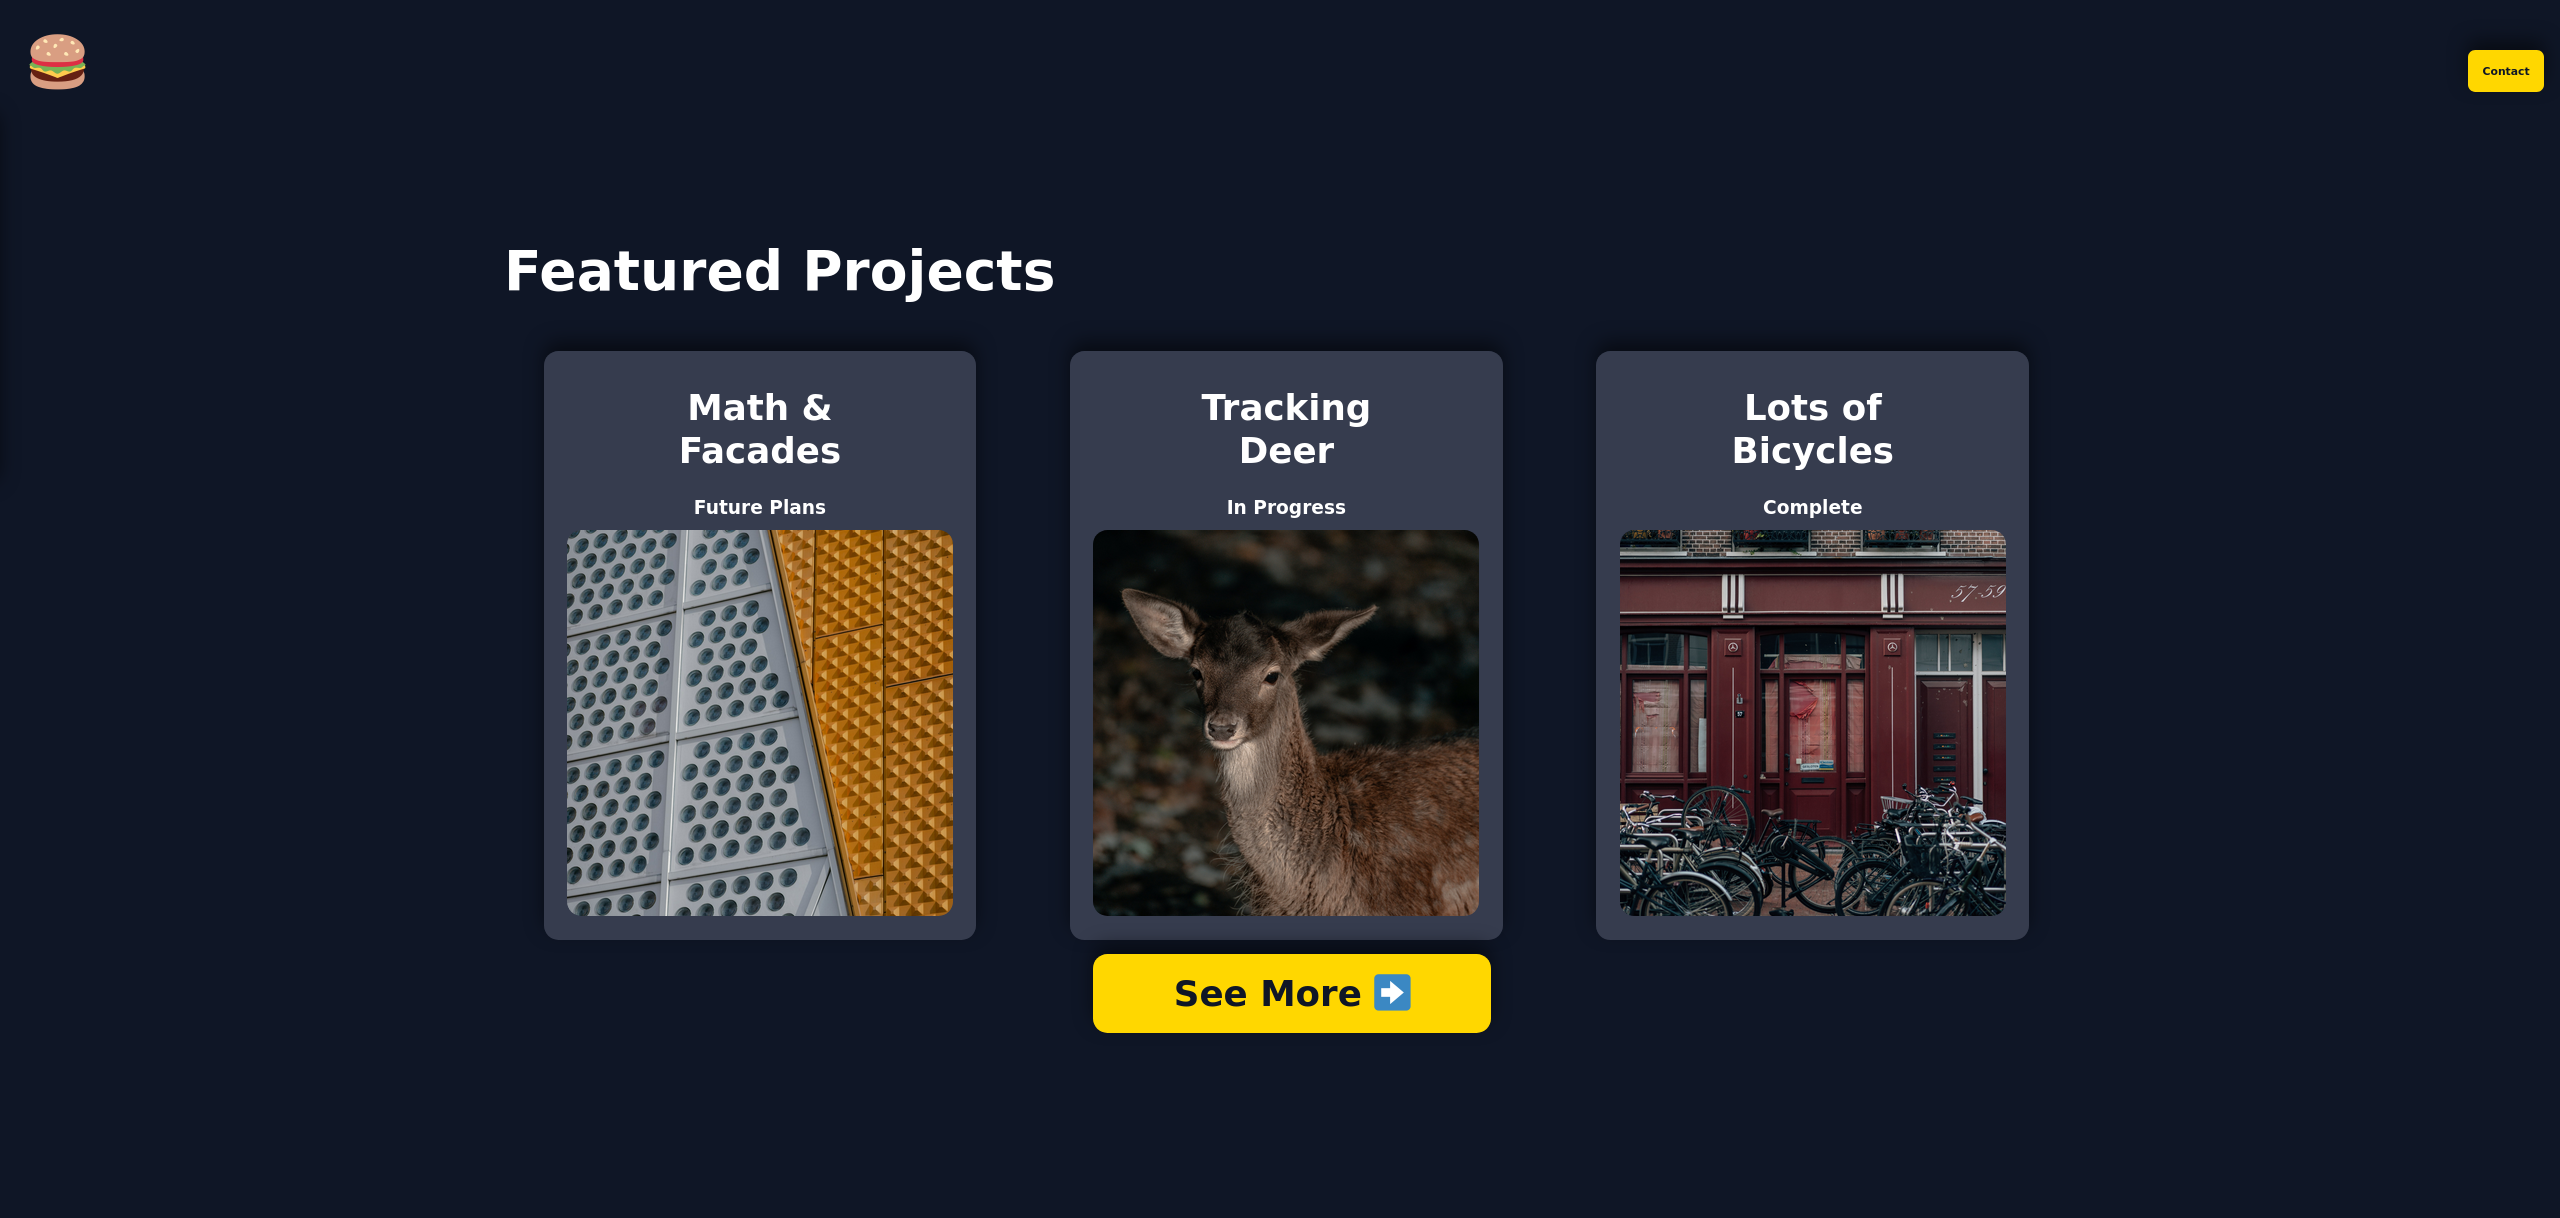 Contact
Featured Projects
Math &
Facades
Future Plans
Tracking
Deer
In Progress
Lots of
Bicycles
Complete
57-59
57
See More ➡️